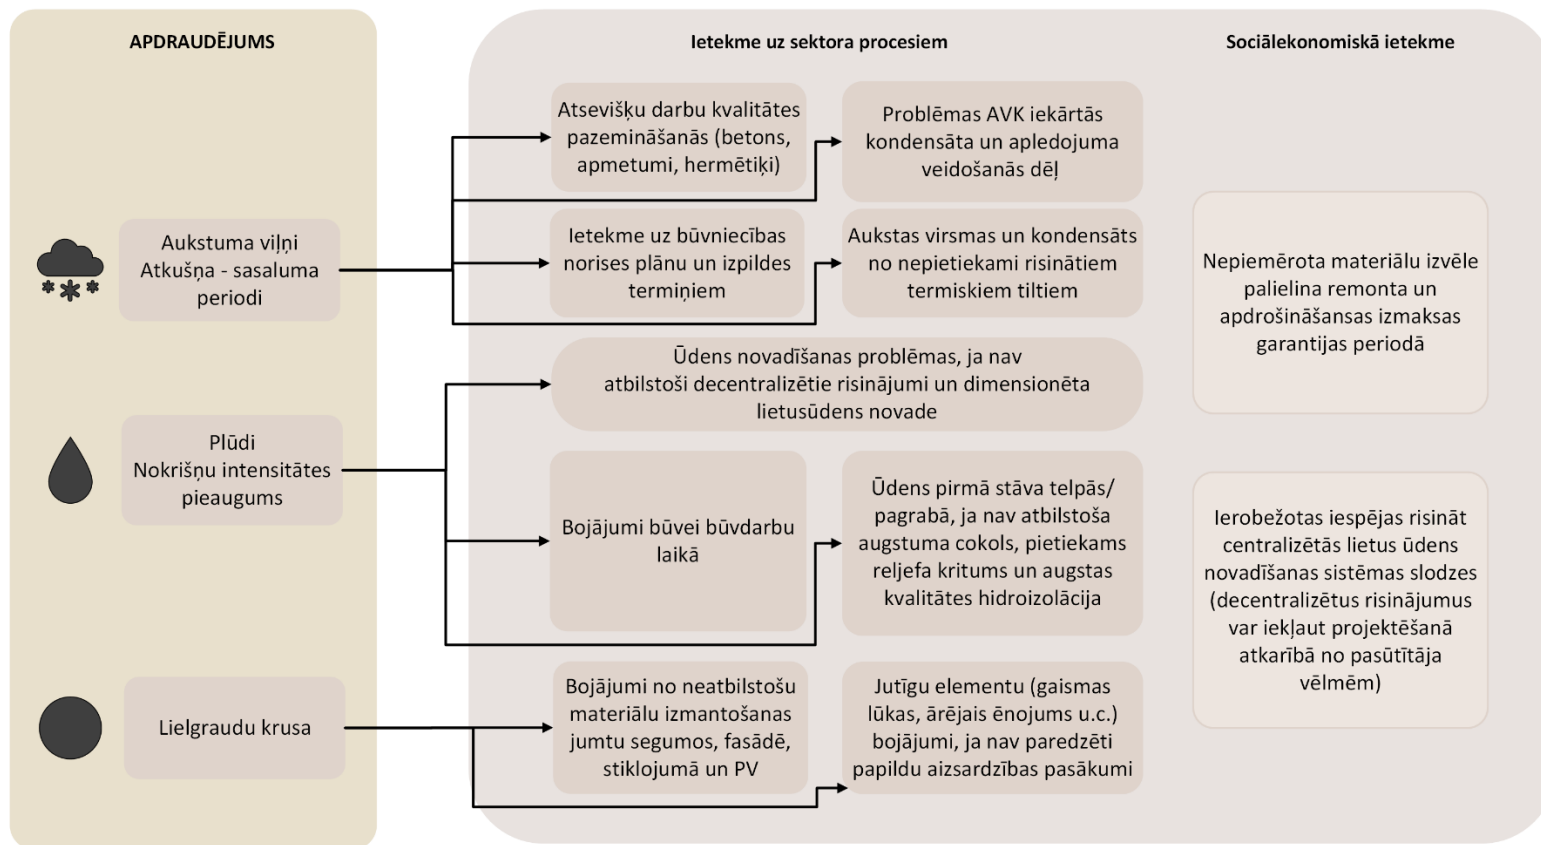 APDRAUDĒJUMS
Ietekme uz sektora procesiem
Sociālekonomiskā ietekme
Aukstuma viļņi
Atkušņa - sasaluma
periodi
Atsevišķu darbu kvalitātes
pazemināšanās (betons,
apmetumi, hermētiķi)
Problēmas AVK iekārtās
kondensāta un apledojuma
veidošanās dēļ
Ietekme uz būvniecības
norises plānu un izpildes
termiņiem
Aukstas virsmas un kondensāts
no nepietiekami risinātiem
termiskiem tiltiem
Plūdi
Nokrišņu intensitātes
pieaugums
Ūdens novadīšanas problēmas, ja nav
atbilstoši decentralizētie risinājumi un dimensionēta
lietusūdens novade
Bojājumi būvei būvdarbu
laikā
Ūdens pirmā stāva telpās/
pagrabā, ja nav atbilstoša
augstuma cokols, pietiekams
reljefa kritums un augstas
kvalitātes hidroizolācija
Lielgraudu krusa
Bojājumi no neatbilstošu
materiālu izmantošanas
jumtu segumos, fasādē,
stiklojumā un PV
Jutīgu elementu (gaismas
lūkas, ārējais ēnojums u.c.)
bojājumi, ja nav paredzēti
papildu aizsardzības pasākumi
Nepiemērota materiālu izvēle
palielina remonta un
apdrošināšansas izmaksas
garantijas periodā
Ierobežotas iespējas risināt
centralizētās lietus ūdens
novadīšanas sistēmas slodzes
(decentralizētus risinājumus
var iekļaut projektēšanā
atkarībā no pasūtītāja
vēlmēm)